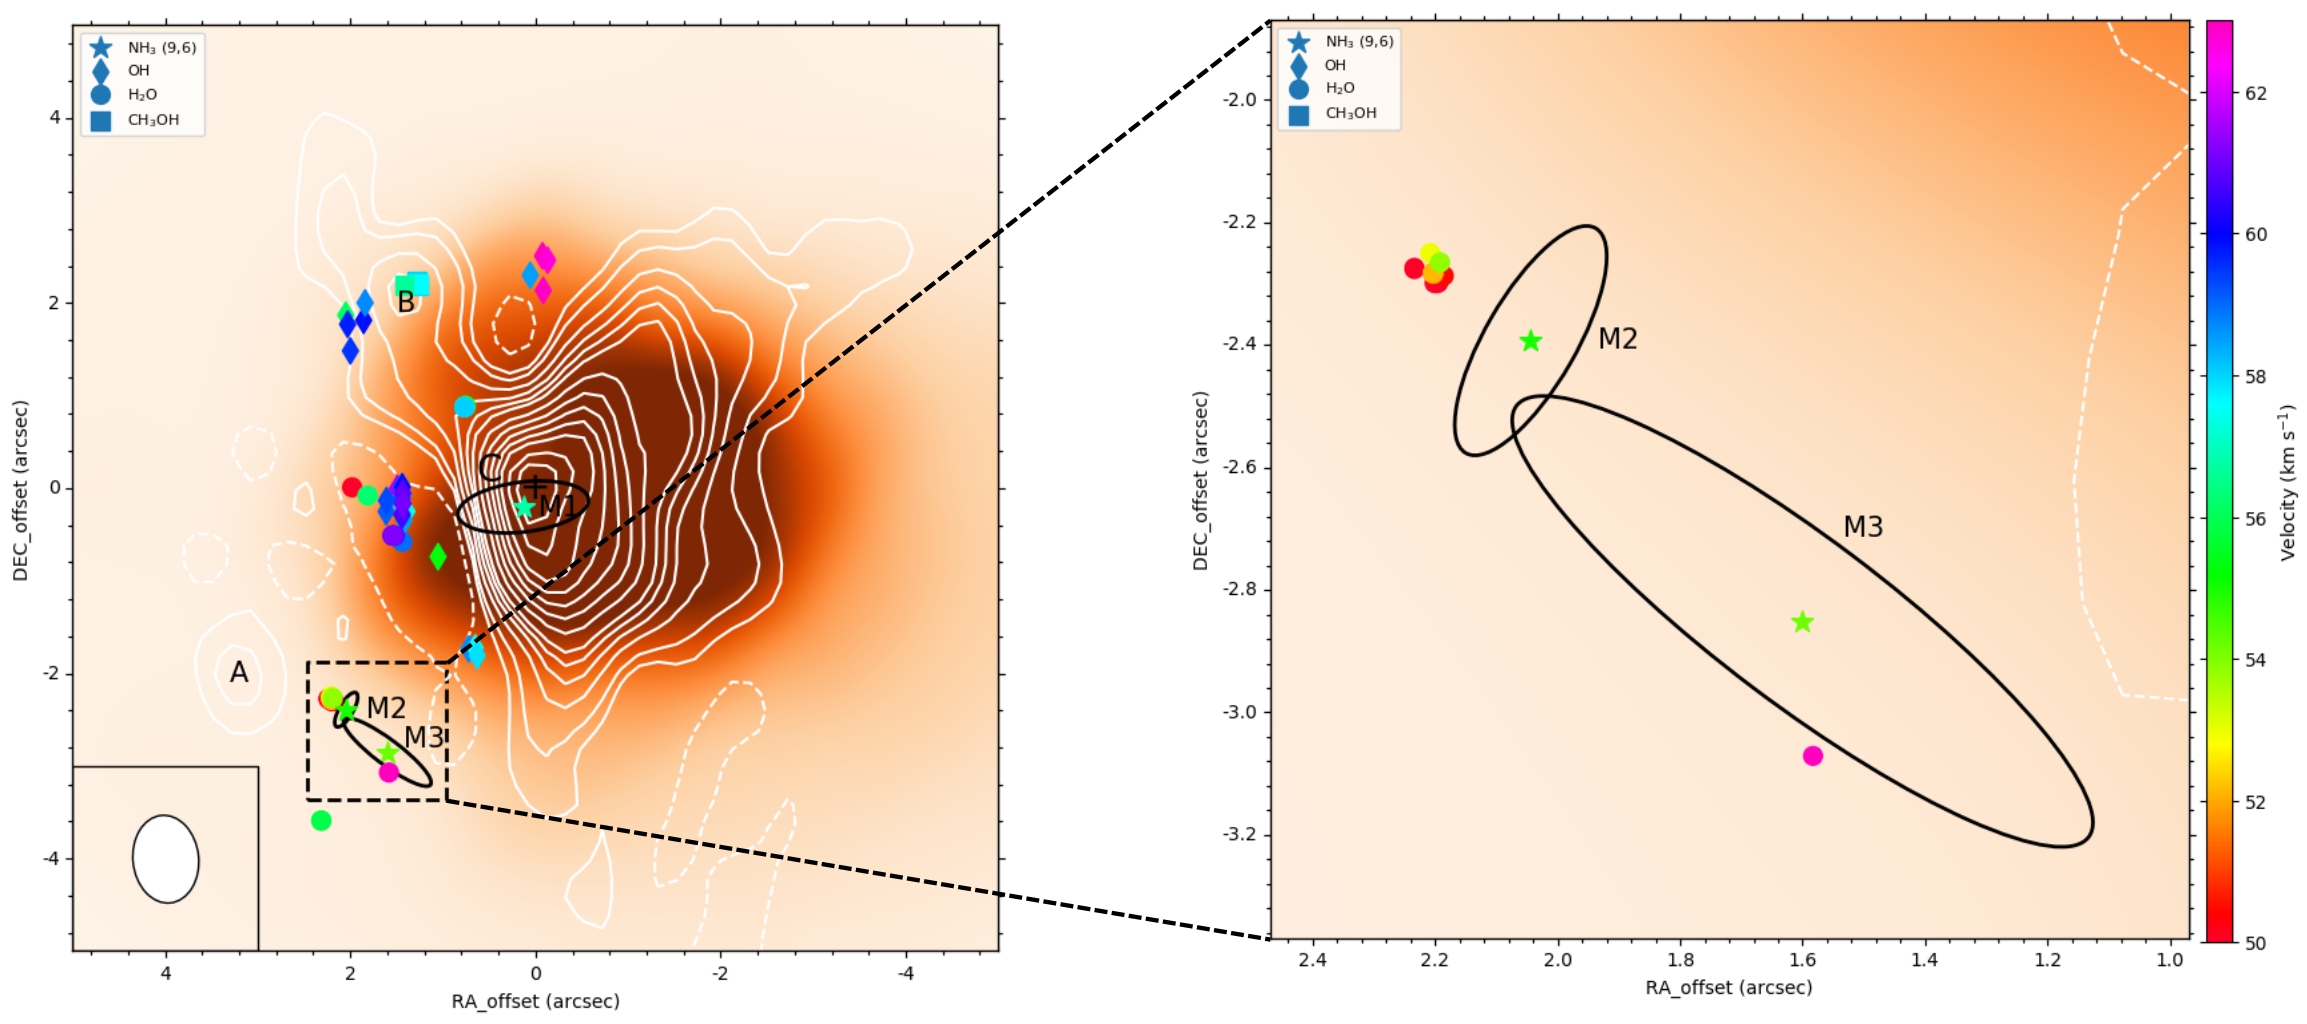 NH₃ (9,6)
OH
H₂O
CH₃OH
B
C
M1
A
M2
M3
4
2
0
-2
-4
DEC_offset (arcsec)
4 2 0 -2 -4
RA_offset (arcsec)
NH₃ (9,6)
OH
H₂O
CH₃OH
M2
M3
-2.0
-2.2
-2.4
-2.6
-2.8
-3.0
-3.2
DEC_offset (arcsec)
2.4 2.2 2.0 1.8 1.6 1.4 1.2 1.0
RA_offset (arcsec)
62
60
58
56
54
52
50
Velocity (km s⁻¹)